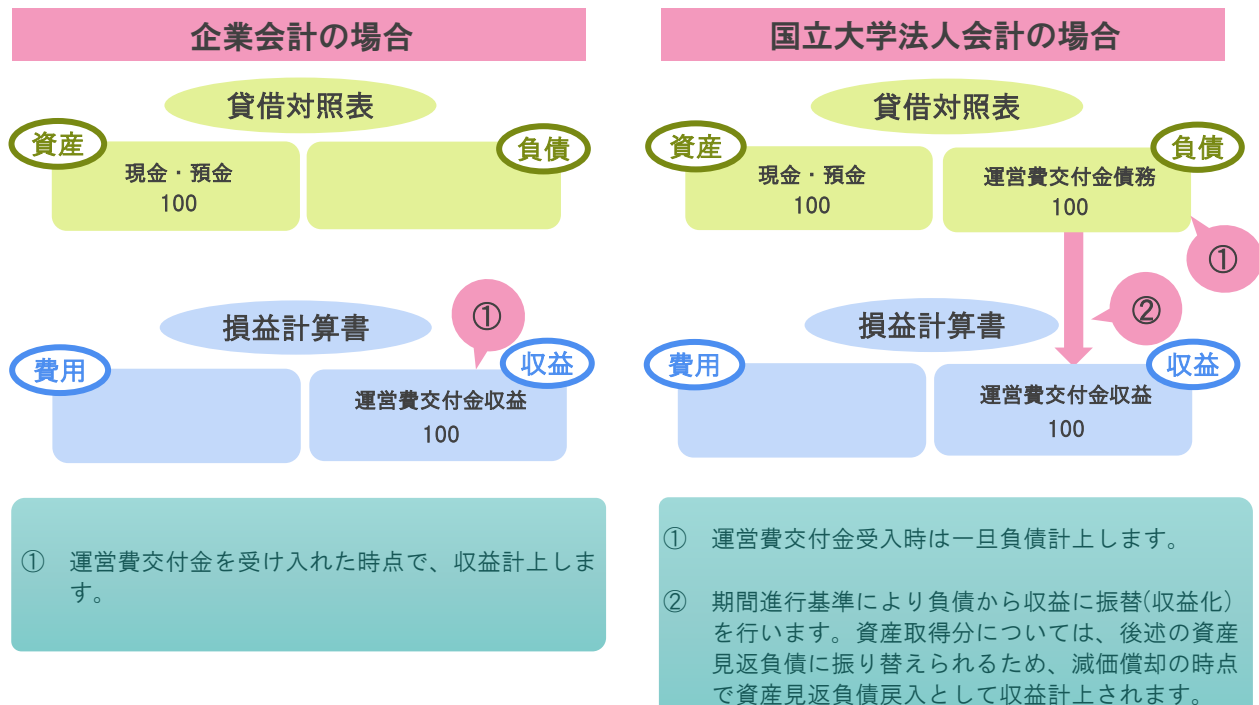 企業会計の場合
貸借対照表
資産
負債
現金・預金
100
損益計算書
①
費用
収益
運営費交付金収益
100
① 運営費交付金を受け入れた時点で、収益計上しま
す。
国立大学法人会計の場合
貸借対照表
資産
負債
現金・預金
100
運営費交付金債務
100
①
②
損益計算書
費用
収益
運営費交付金収益
100
① 運営費交付金受入時は一旦負債計上します。
② 期間進行基準により負債から収益に振替(収益化)
を行います。資産取得分については、後述の資産
見返負債に振り替えられるため、減価償却の時点
で資産見返負債戻入として収益計上されます。